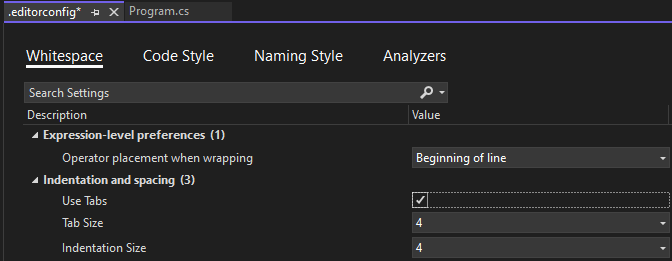 .editorconfig* Program.cs
Whitespace Code Style Naming Style Analyzers
Search Settings
Description Value
Expression-level preferences (1)
Operator placement when wrapping Beginning of line
Indentation and spacing (3)
Use Tabs
Tab Size 4
Indentation Size 4